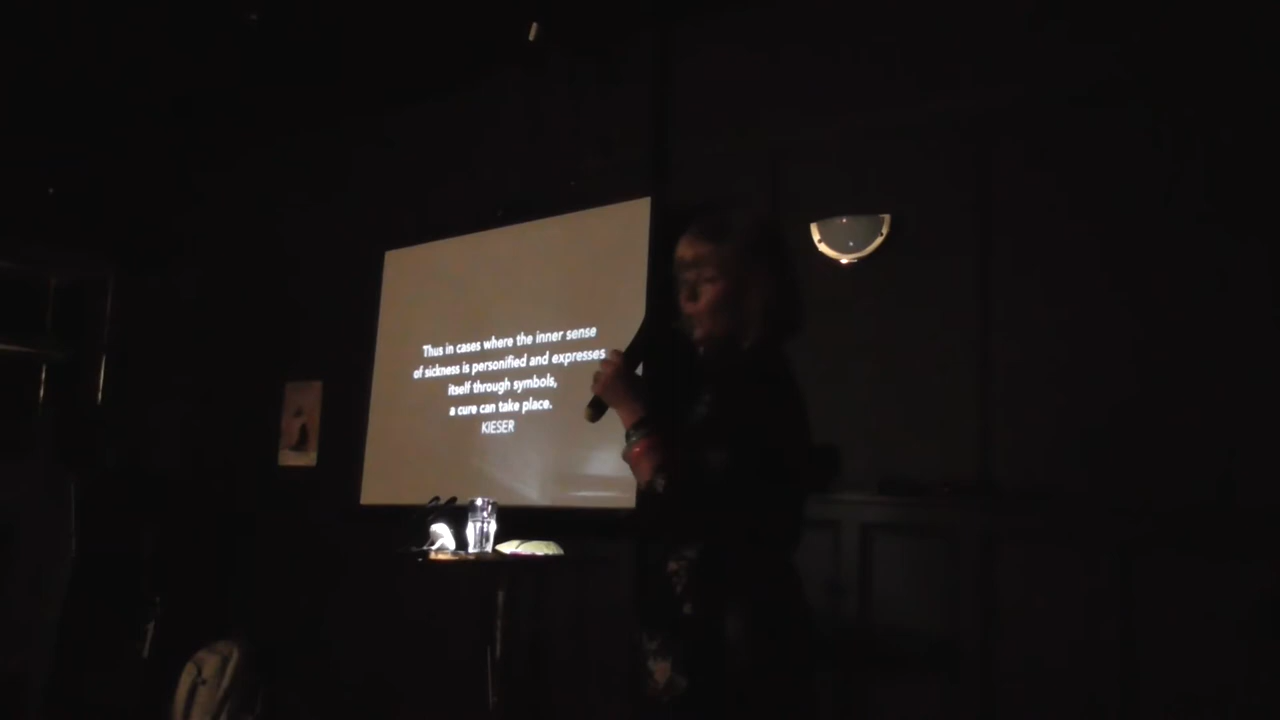 Thus in cases where the inner sense
of sickness is personified and expresses
itself through symbols,
a cure can take place.
KIESER